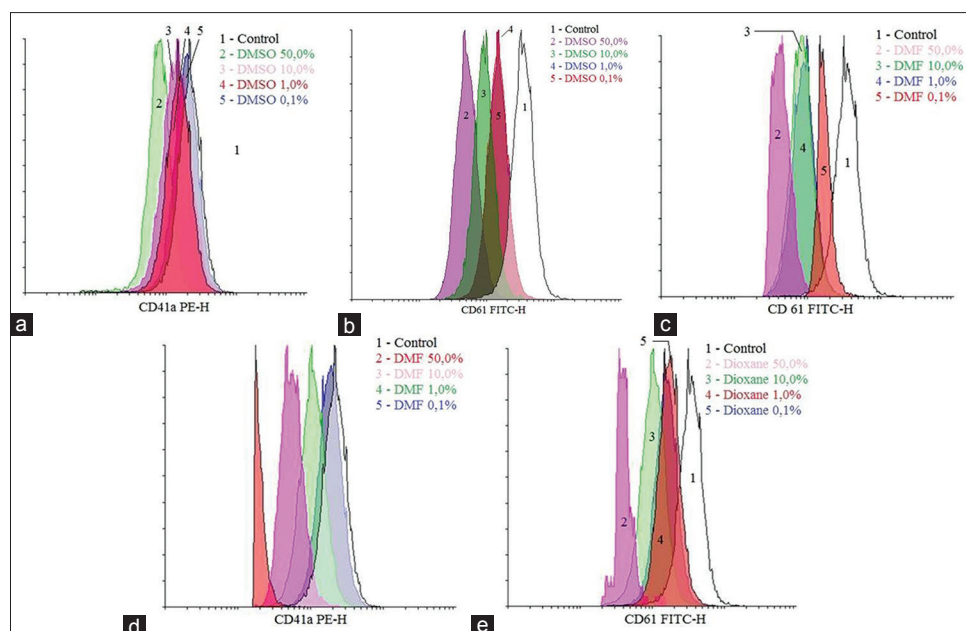 3 4 5
1 - Control
2 - DMSO 50,0%
3 - DMSO 10,0%
4 - DMSO 1,0%
5 - DMSO 0,1%
2
1
CD41a PE-H
a
4
1 - Control
2 - DMSO 50,0%
3 - DMSO 10,0%
4 - DMSO 1,0%
5 - DMSO 0,1%
3
2 5 1
CD61 FITC-H
b
3
1 - Control
2 - DMF 50,0%
3 - DMF 10,0%
4 - DMF 1,0%
5 - DMF 0,1%
2 4 5 1
CD 61 FITC-H
c
1 - Control
2 - DMF 50,0%
3 - DMF 10,0%
4 - DMF 1,0%
5 - DMF 0,1%
CD41a PE-H
d
5
1 - Control
2 - Dioxane 50,0%
3 - Dioxane 10,0%
4 - Dioxane 1,0%
5 - Dioxane 0,1%
3
1
2 4
CD61 FITC-H
e